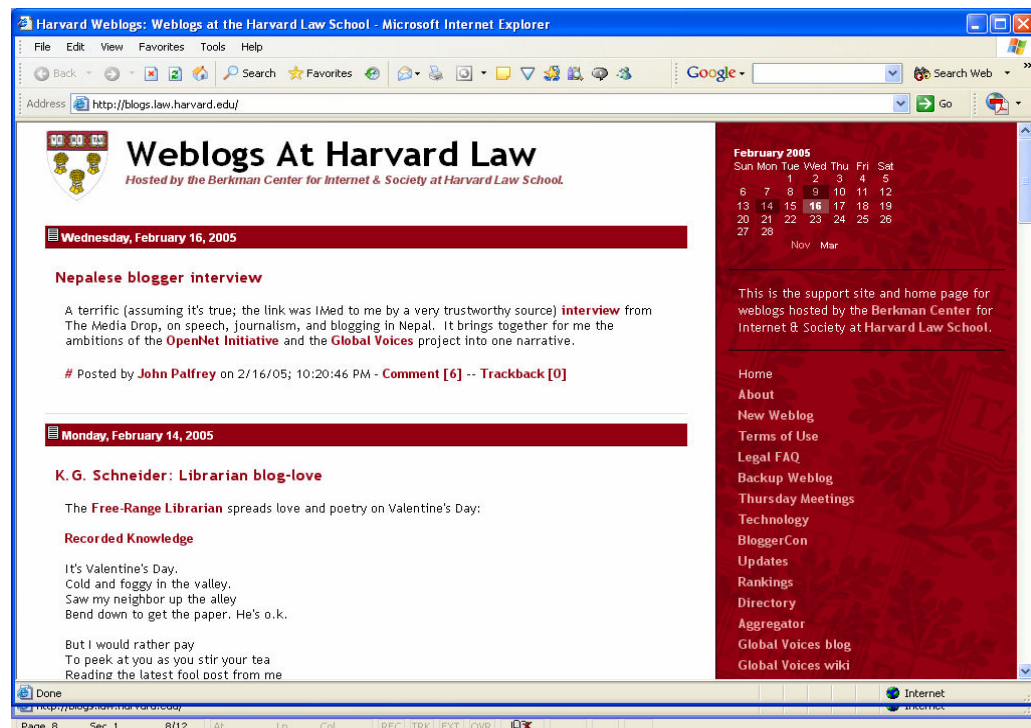 Harvard Weblogs: Weblogs at the Harvard Law School - Microsoft Internet Explorer
File Edit View Favorites Tools Help
Back Search Favorites Google Search Web »
Address http://blogs.law.harvard.edu/ Go
Weblogs At Harvard Law
Hosted by the Berkman Center for Internet & Society at Harvard Law School.
Wednesday, February 16, 2005
Nepalese blogger interview
A terrific (assuming it's true; the link was IMed to me by a very trustworthy source) interview from
The Media Drop, on speech, journalism, and blogging in Nepal. It brings together for me the
ambitions of the OpenNet Initiative and the Global Voices project into one narrative.
# Posted by John Palfrey on 2/16/05; 10:20:46 PM - Comment [6] -- Trackback [0]
Monday, February 14, 2005
K.G. Schneider: Librarian blog-love
The Free-Range Librarian spreads love and poetry on Valentine's Day:
Recorded Knowledge
It's Valentine's Day.
Cold and foggy in the valley.
Saw my neighbor up the alley
Bend down to get the paper. He's o.k.
But I would rather pay
To peek at you as you stir your tea
Reading the latest fool post from me
February 2005
Sun Mon Tue Wed Thu Fri Sat
1 2 3 4 5
6 7 8 9 10 11 12
13 14 15 16 17 18 19
20 21 22 23 24 25 26
27 28
Nov Mar
This is the support site and home page for
weblogs hosted by the Berkman Center for
Internet & Society at Harvard Law School.
Home
About
New Weblog
Terms of Use
Legal FAQ
Backup Weblog
Thursday Meetings
Technology
BloggerCon
Updates
Rankings
Directory
Aggregator
Global Voices blog
Global Voices wiki
Done Internet
http://blogs.law.harvard.edu/ Internet
Page 8 Sec 1 8/12 At Ln Col REC TRK EXT OVR